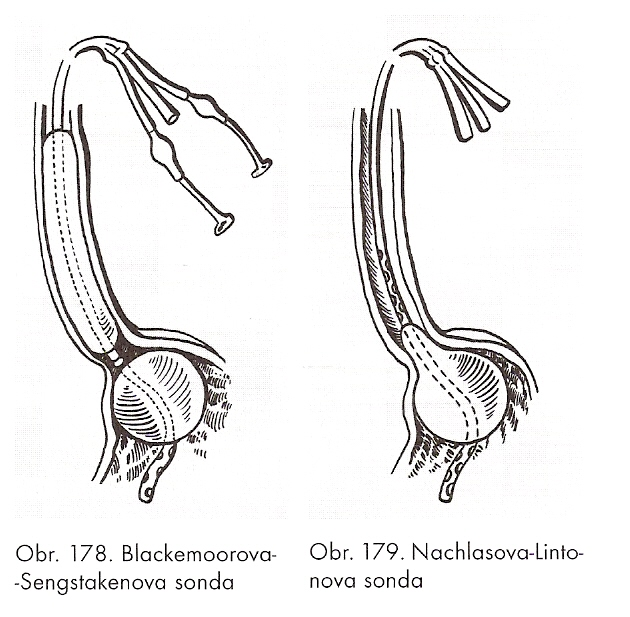 Obr. 178. Blackemoorova-
-Sengstakenova sonda
Obr. 179. Nachlasova-Linto-
nova sonda